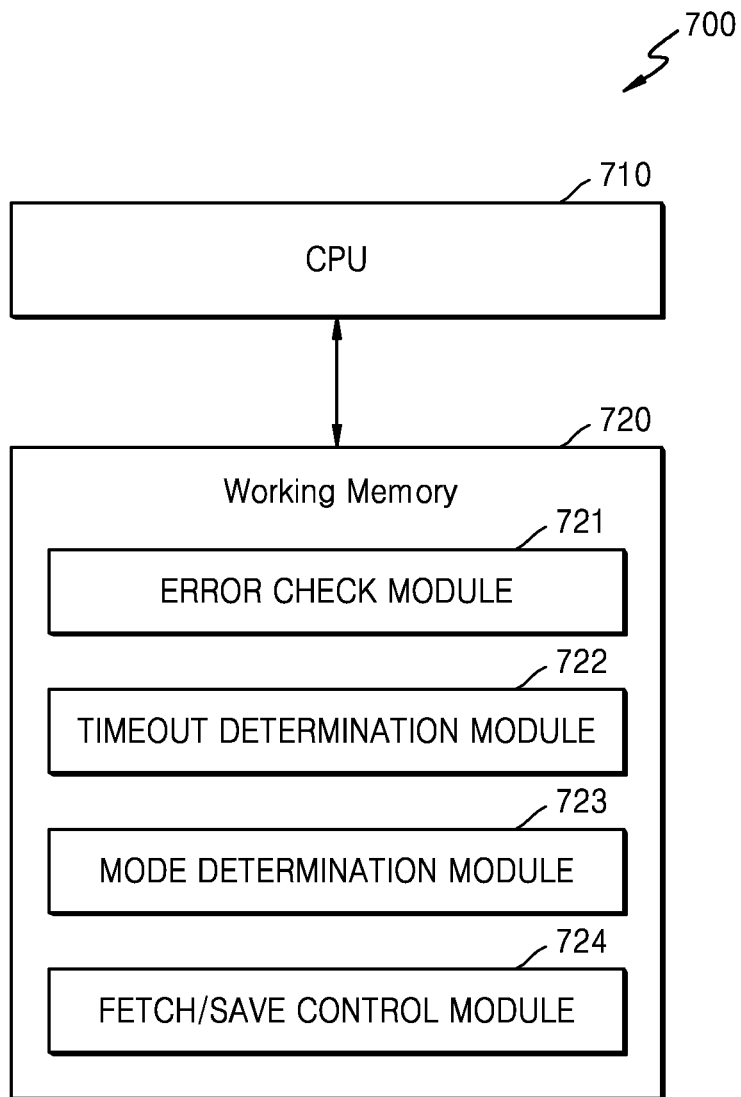 700
710
CPU
720
Working Memory
721
ERROR CHECK MODULE
722
TIMEOUT DETERMINATION MODULE
723
MODE DETERMINATION MODULE
724
FETCH/SAVE CONTROL MODULE